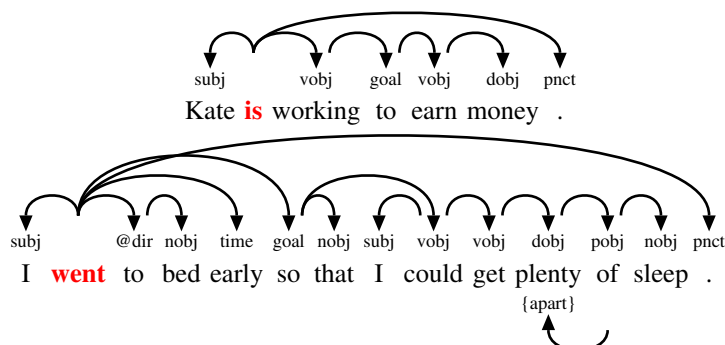 subj vobj goal vobj dobj pnct
Kate is working to earn money .
subj @dir nobj time goal nobj subj vobj vobj dobj pobj nobj pnct
I went to bed early so that I could get plenty of sleep .
{apart}